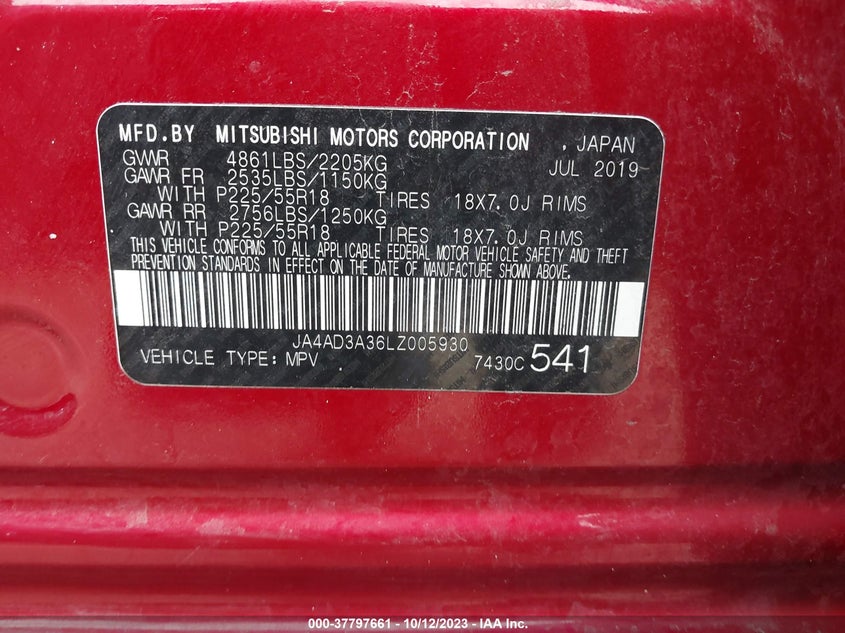 MFD.BY MITSUBISHI MOTORS CORPORATION , JAPAN
GVWR 4861LBS/2205KG JUL 2019
GAWR FR 2535LBS/1150KG
WITH P225/55R18 TIRES 18X7.0J RIMS
GAWR RR 2756LBS/1250KG
WITH P225/55R18 TIRES 18X7.0J RIMS
THIS VEHICLE CONFORMS TO ALL APPLICABLE FEDERAL MOTOR VEHICLE SAFETY AND THEFT
PREVENTION STANDARDS IN EFFECT ON THE DATE OF MANUFACTURE SHOWN ABOVE.
JA4AD3A36LZ005930
VEHICLE TYPE: MPV 7430C 541
000-37797661 - 10/12/2023 - IAA Inc.